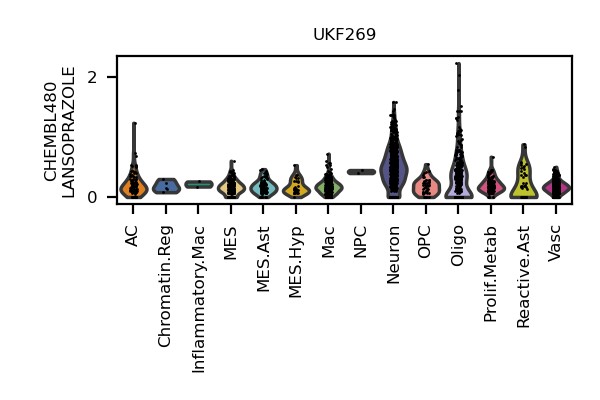 UKF269
CHEMBL480
LANSOPRAZOLE
2
0
AC
Chromatin.Reg
Inflammatory.Mac
MES
MES.Ast
MES.Hyp
Mac
NPC
Neuron
OPC
Oligo
Prolif.Metab
Reactive.Ast
Vasc